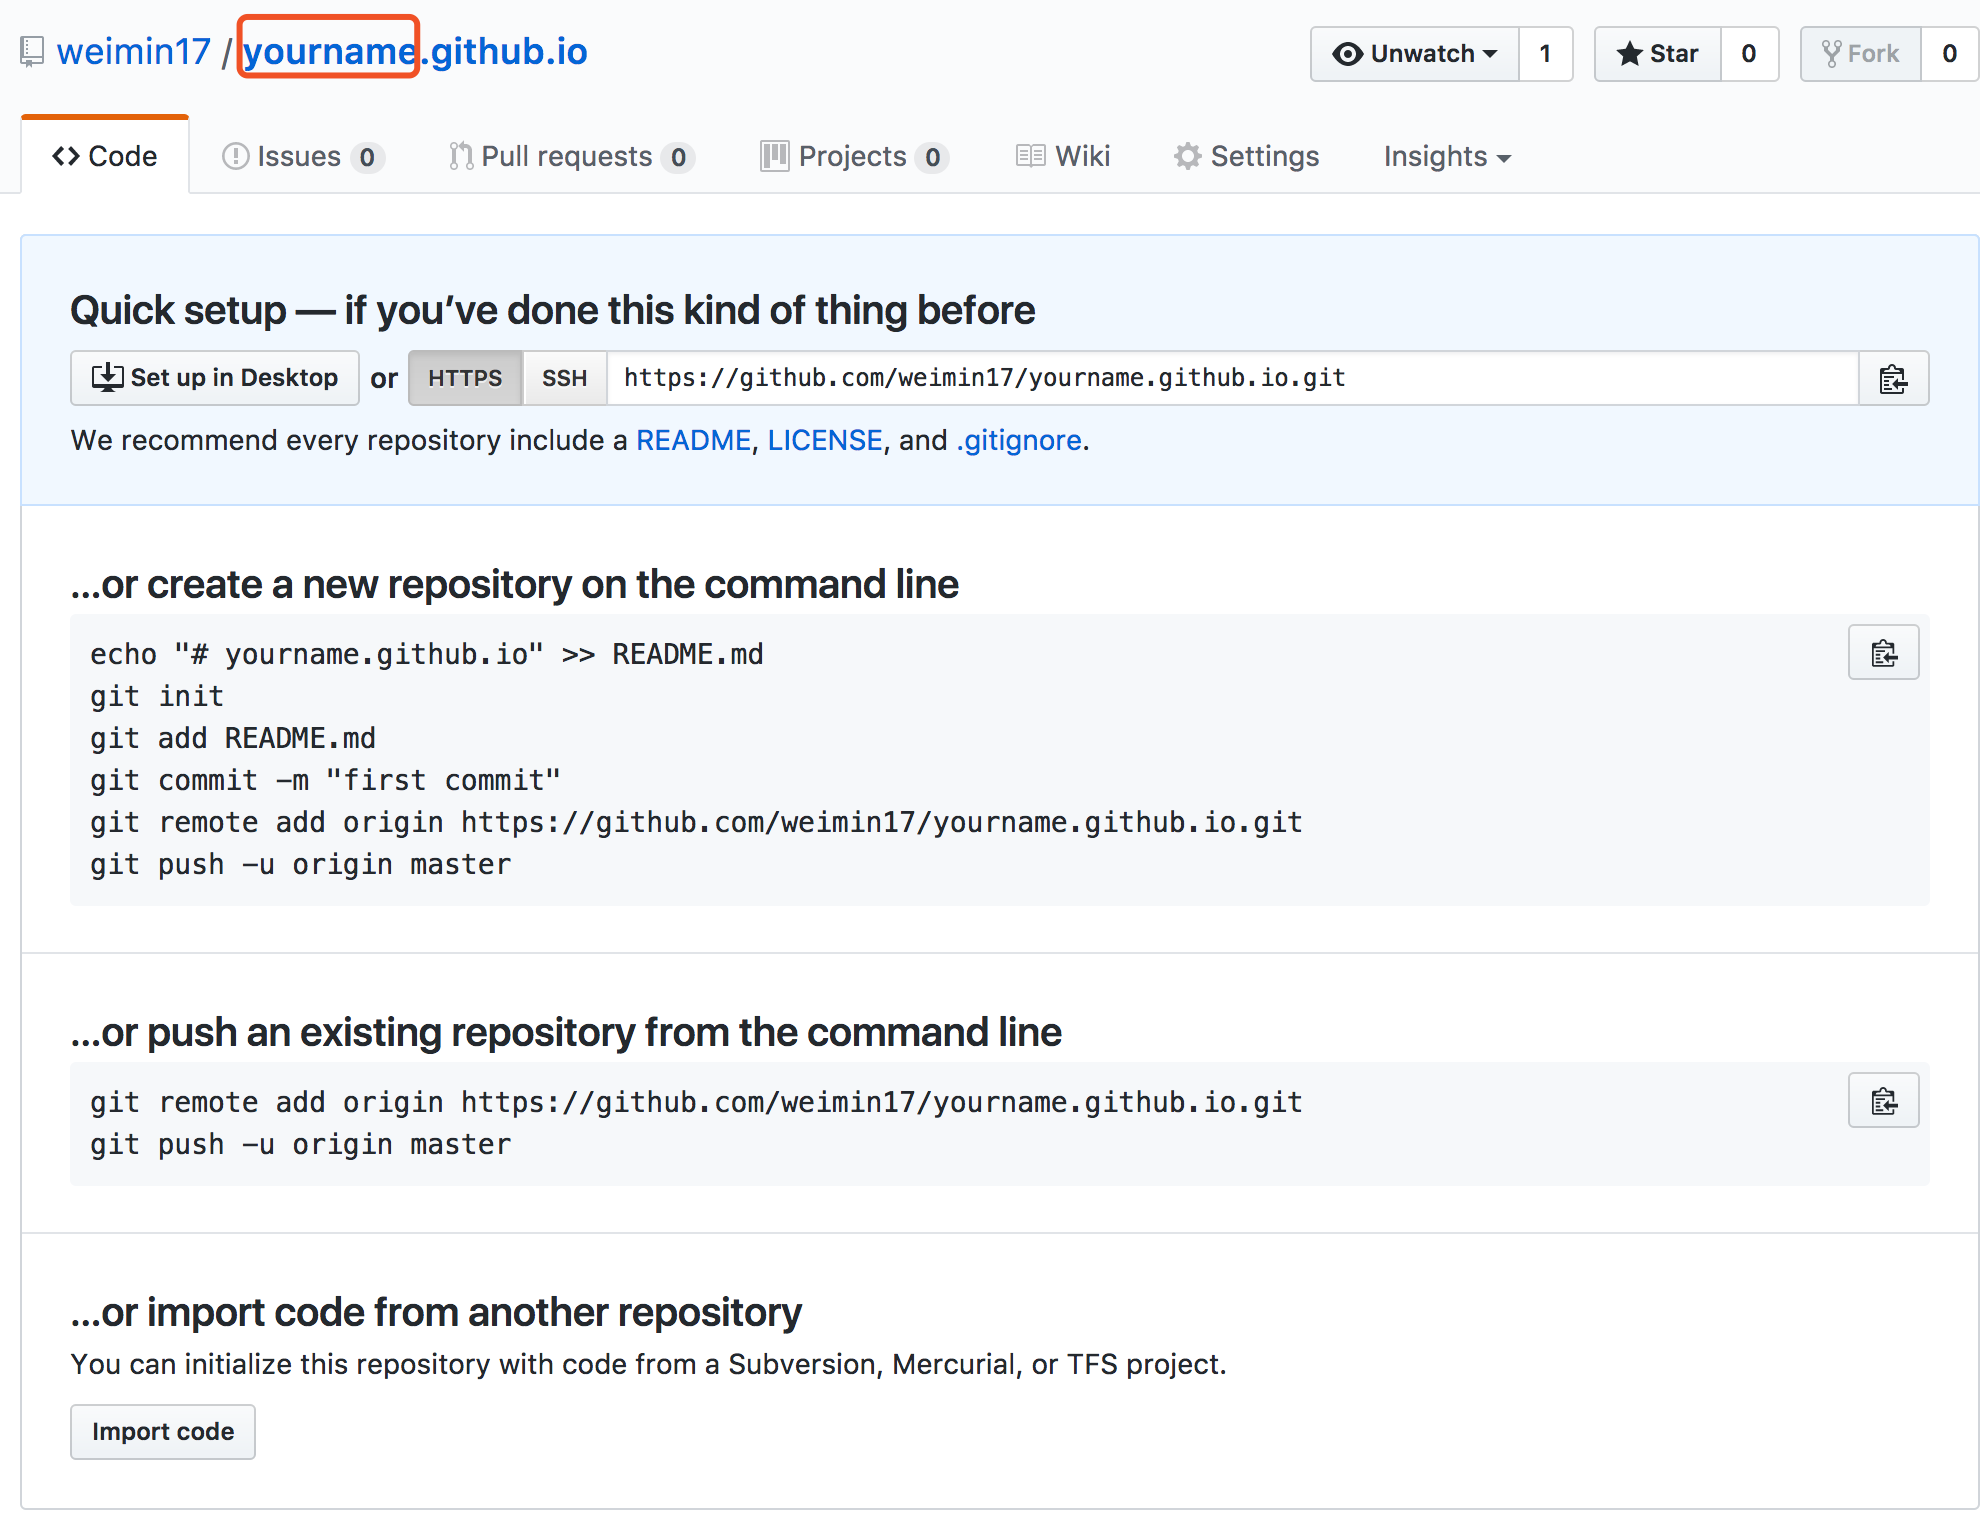 weimin17 / yourname.github.io
Unwatch 1
Star 0
Fork 0
<> Code
Issues 0
Pull requests 0
Projects 0
Wiki
Settings
Insights
Quick setup — if you’ve done this kind of thing before
Set up in Desktop or HTTPS SSH https://github.com/weimin17/yourname.github.io.git
We recommend every repository include a README, LICENSE, and .gitignore.
…or create a new repository on the command line
echo "# yourname.github.io" >> README.md
git init
git add README.md
git commit -m "first commit"
git remote add origin https://github.com/weimin17/yourname.github.io.git
git push -u origin master
…or push an existing repository from the command line
git remote add origin https://github.com/weimin17/yourname.github.io.git
git push -u origin master
…or import code from another repository
You can initialize this repository with code from a Subversion, Mercurial, or TFS project.
Import code